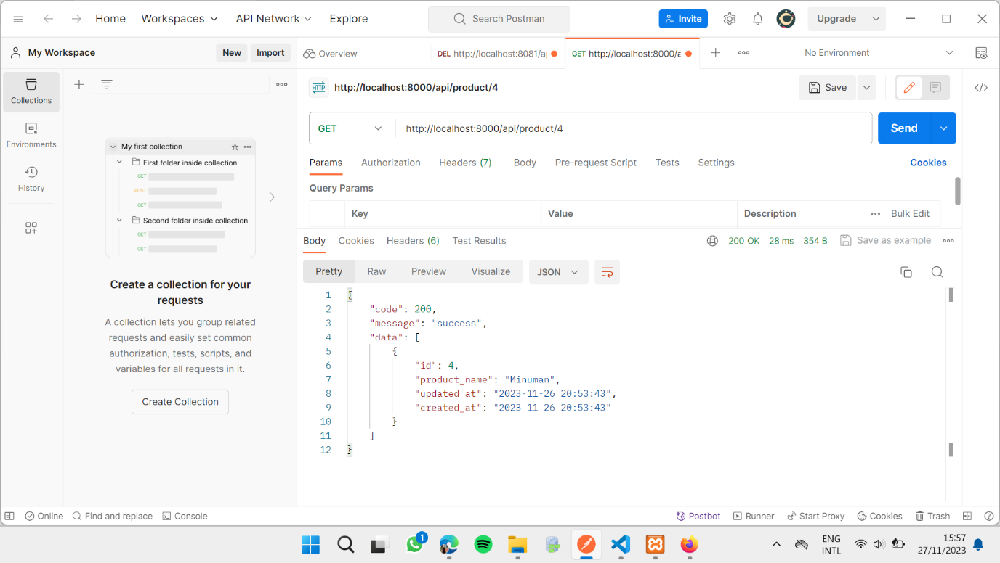 Home Workspaces API Network Explore Search Postman Invite Upgrade
My Workspace New Import Overview DEL http://localhost:8081/a GET http://localhost:8000/a No Environment
Collections
Environments
History
http://localhost:8000/api/product/4 Save
GET http://localhost:8000/api/product/4 Send
Params Authorization Headers (7) Body Pre-request Script Tests Settings Cookies
Query Params
Key Value Description Bulk Edit
Body Cookies Headers (6) Test Results 200 OK 28 ms 354 B Save as example
Pretty Raw Preview Visualize JSON
My first collection
First folder inside collection
GET
POST
GET
Second folder inside collection
GET
GET
Create a collection for your
requests
A collection lets you group related
requests and easily set common
authorization, tests, scripts, and
variables for all requests in it.
Create Collection
1 {
2 "code": 200,
3 "message": "success",
4 "data": [
5 {
6 "id": 4,
7 "product_name": "Minuman",
8 "updated_at": "2023-11-26 20:53:43",
9 "created_at": "2023-11-26 20:53:43"
10 }
11 ]
12 }
Online Find and replace Console Postbot Runner Start Proxy Cookies Trash
1
ENG
INTL
15:57
27/11/2023